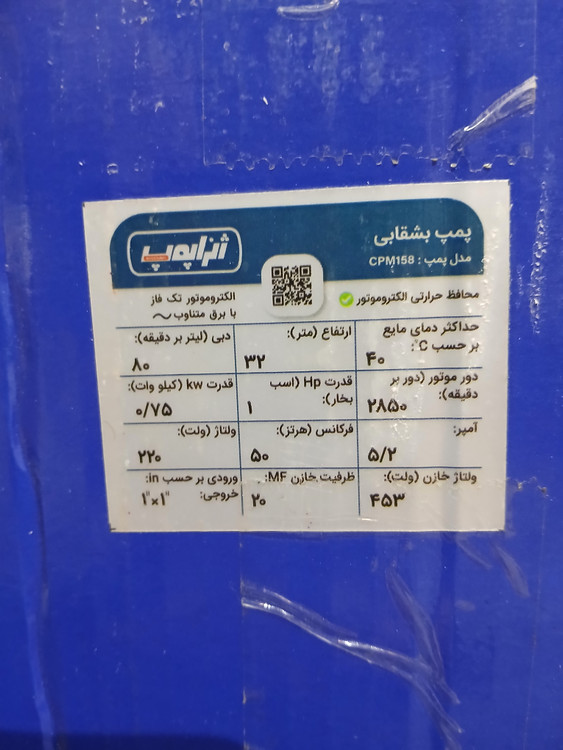 پمپ بشقابی
مدل پمپ : CPM158
محافظ حرارتی الکتروموتور
الکتروموتور تک فاز
با برق متناوب ~
حداکثر دمای مایع
بر حسب C°:
۴۰
ارتفاع (متر):
۳۲
دبی (لیتر بر دقیقه):
۸۰
دور موتور (دور بر
دقیقه):
۲۸۵۰
قدرت Hp (اسب
بخار):
۱
قدرت kw (کیلو وات):
۰/۷۵
آمپر:
۵/۲
فرکانس (هرتز):
۵۰
ولتاژ (ولت):
۲۲۰
ولتاژ خازن (ولت):
۴۵۳
ظرفیت خازن MF:
۲۰
ورودی بر حسب in:
خروجی:
۱"×۱"